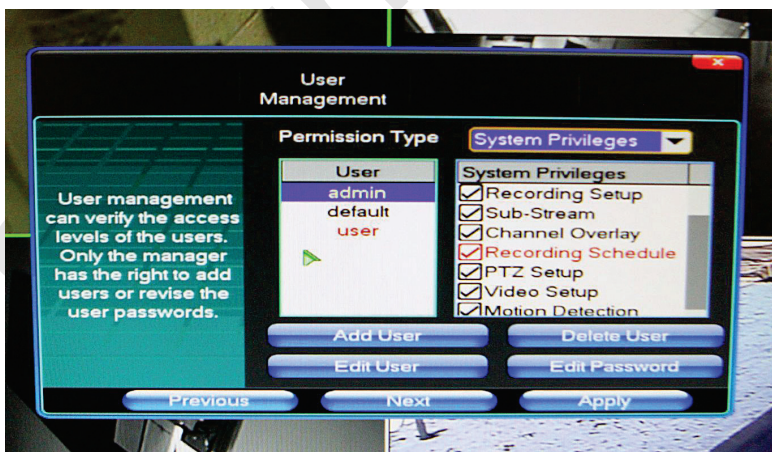 User
Management
Permission Type
System Privileges
User management
can verify the access
levels of the users.
Only the manager
has the right to add
users or revise the
user passwords.
User
admin
default
user
System Privileges
Recording Setup
Sub-Stream
Channel Overlay
Recording Schedule
PTZ Setup
Video Setup
Motion Detection
Add User
Delete User
Edit User
Edit Password
Previous
Next
Apply